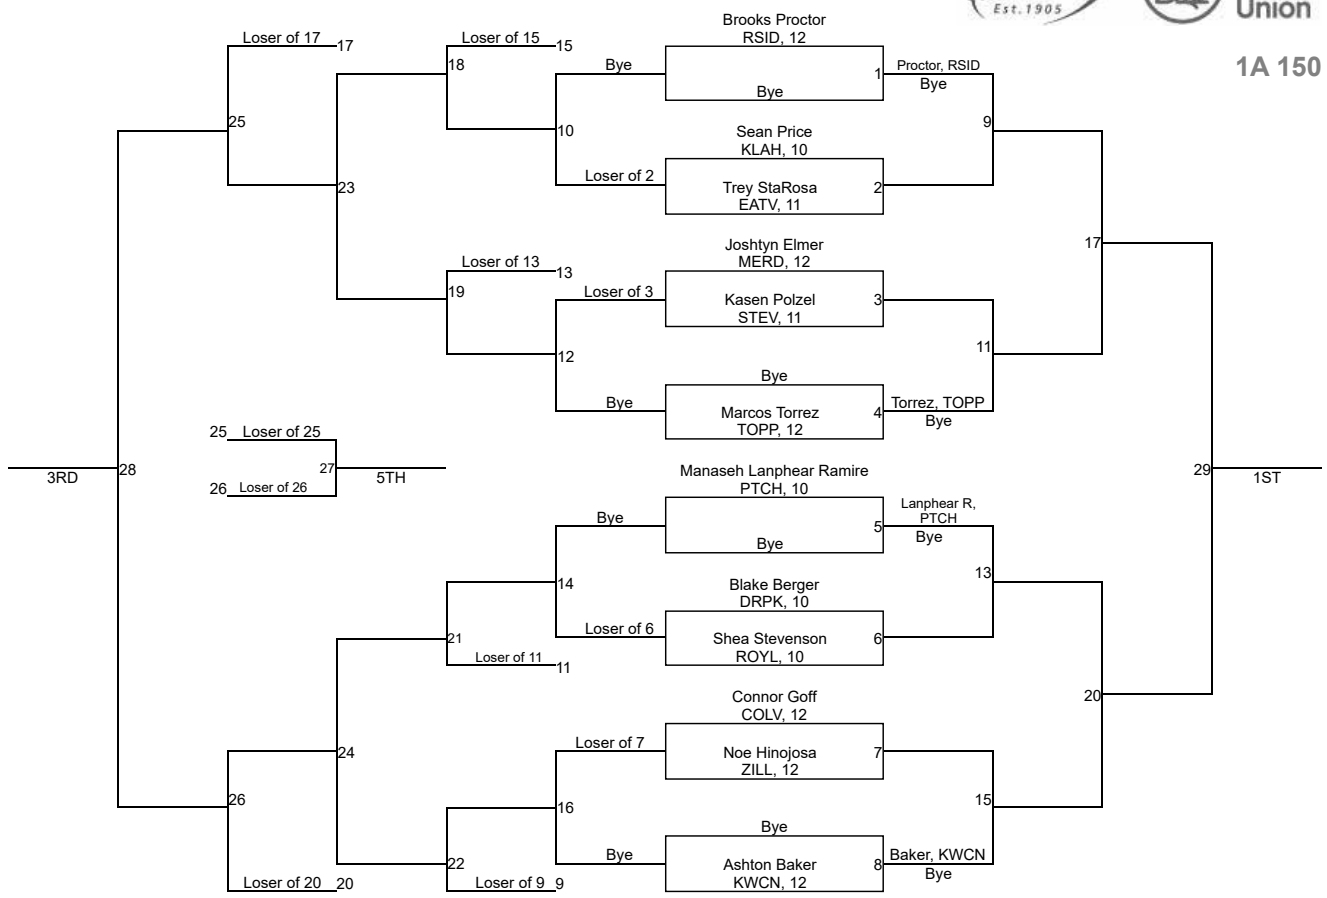 Est. 1905
Union
1A 150
Brooks Proctor
RSID, 12
Loser of 17
17
Loser of 15
15
18
Bye
1
Proctor, RSID
Bye
Bye
25
10
Sean Price
KLAH, 10
9
Loser of 2
Trey StaRosa
EATV, 11
2
23
Joshtyn Elmer
MERD, 12
17
Loser of 13
13
19
Loser of 3
Kasen Polzel
STEV, 11
3
12
11
Bye
Bye
Marcos Torrez
TOPP, 12
4
Torrez, TOPP
Bye
25
Loser of 25
28
3RD
27
5TH
26
Loser of 26
29
1ST
Manaseh Lanphear Ramire
PTCH, 10
Bye
5
Lanphear R,
PTCH
Bye
Bye
14
13
Blake Berger
DRPK, 10
Loser of 6
Shea Stevenson
ROYL, 10
6
21
Loser of 11
11
Connor Goff
COLV, 12
20
Loser of 7
Noe Hinojosa
ZILL, 12
7
24
26
16
15
Bye
Bye
Ashton Baker
KWCN, 12
8
Baker, KWCN
Bye
22
Loser of 20
20
Loser of 9
9